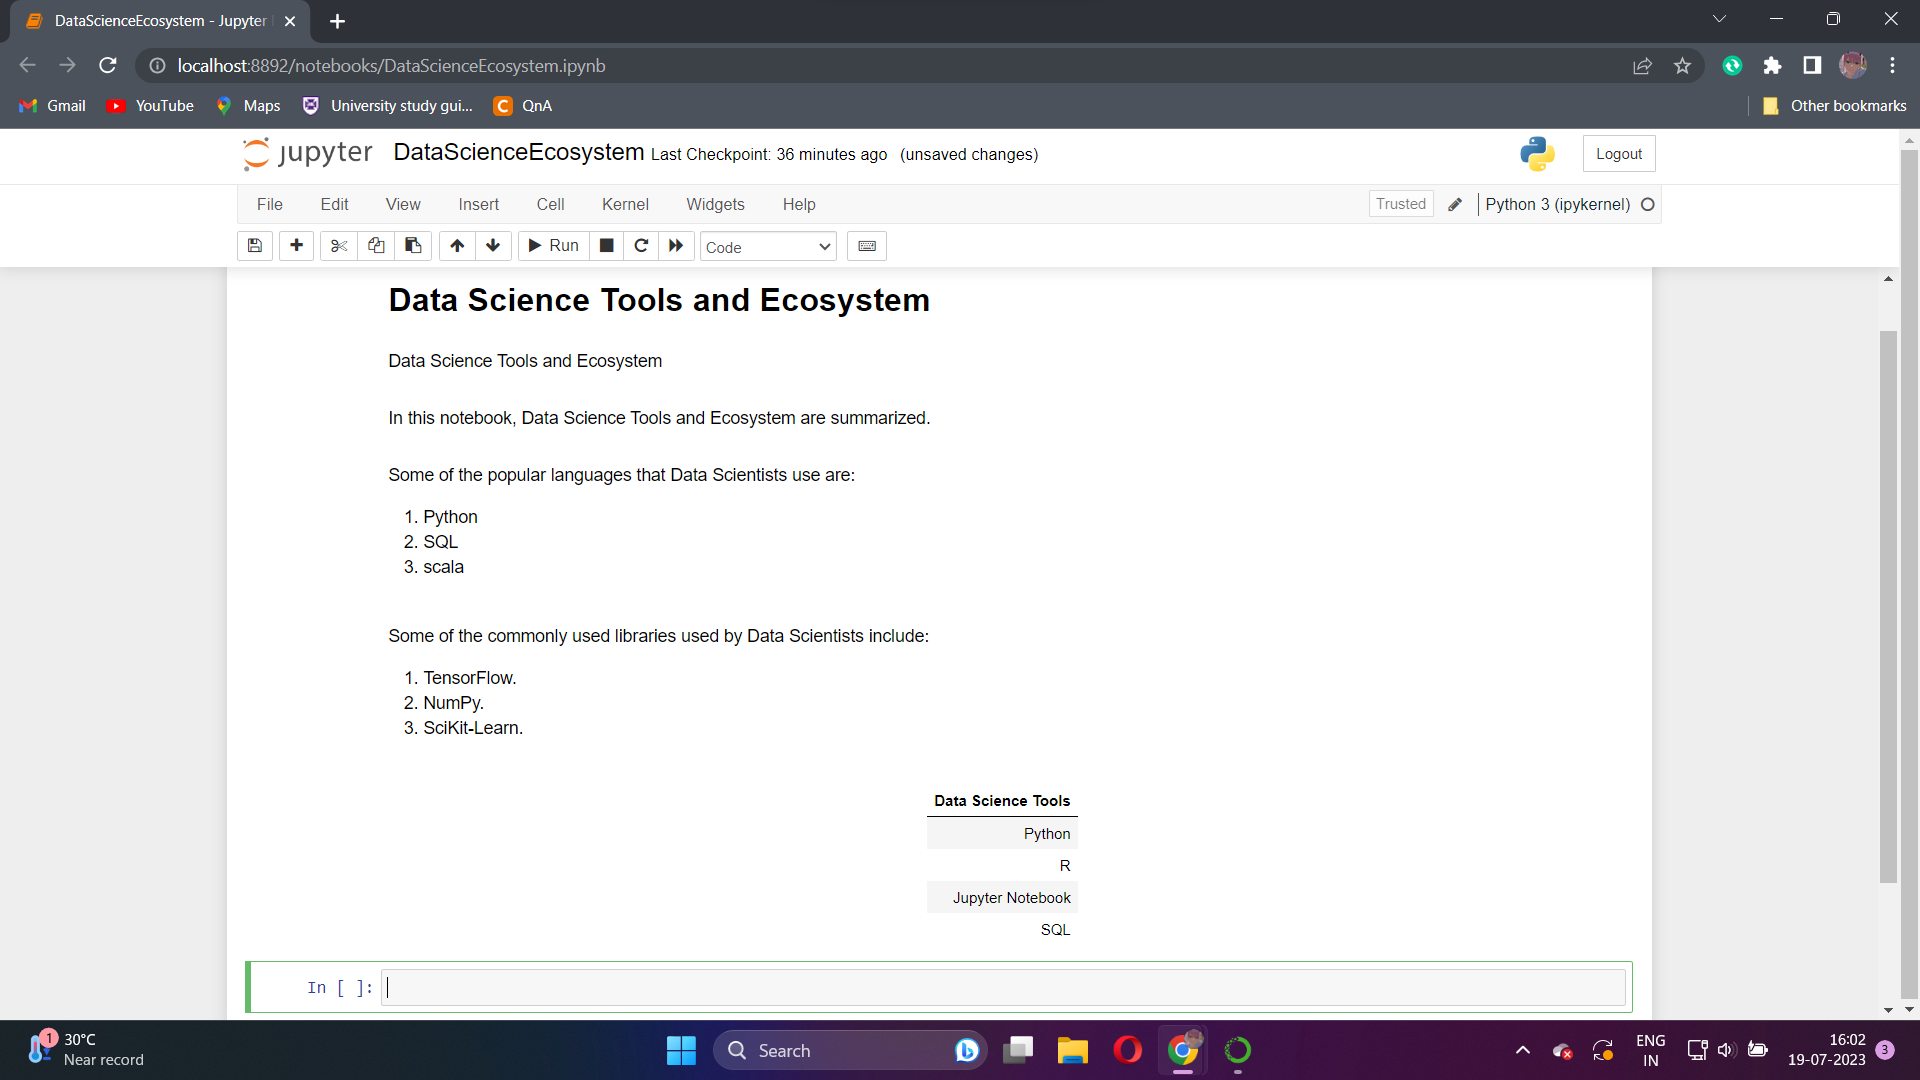 DataScienceEcosystem - Jupyter
localhost:8892/notebooks/DataScienceEcosystem.ipynb
Gmail YouTube Maps University study gui... C QnA Other bookmarks
jupyter DataScienceEcosystem Last Checkpoint: 36 minutes ago (unsaved changes) Logout
File Edit View Insert Cell Kernel Widgets Help Trusted Python 3 (ipykernel)
Run Code
Data Science Tools and Ecosystem
Data Science Tools and Ecosystem
In this notebook, Data Science Tools and Ecosystem are summarized.
Some of the popular languages that Data Scientists use are:
1. Python
2. SQL
3. scala
Some of the commonly used libraries used by Data Scientists include:
1. TensorFlow.
2. NumPy.
3. SciKit-Learn.
Data Science Tools
Python
R
Jupyter Notebook
SQL
In [ ]:
1 30°C
Near record
Search
ENG
IN
16:02
19-07-2023
3